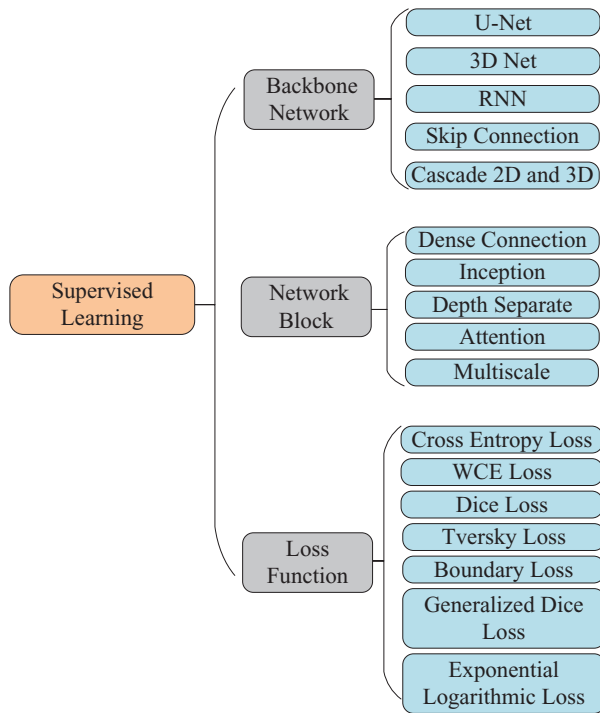 Supervised
Learning
Backbone
Network
U-Net
3D Net
RNN
Skip Connection
Cascade 2D and 3D
Network
Block
Dense Connection
Inception
Depth Separate
Attention
Multiscale
Loss
Function
Cross Entropy Loss
WCE Loss
Dice Loss
Tversky Loss
Boundary Loss
Generalized Dice
Loss
Exponential
Logarithmic Loss